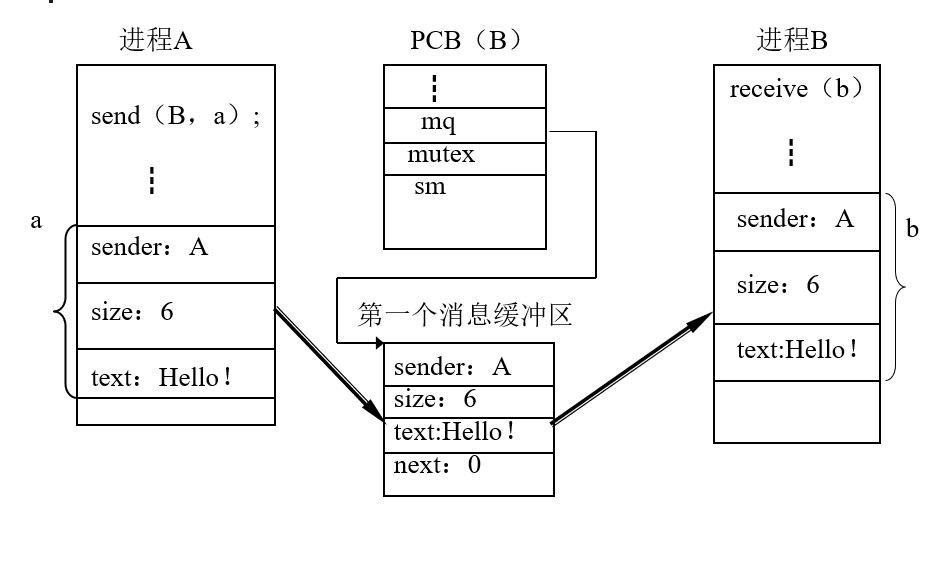 进程A
send（B，a）;
a
sender：A
size：6
text：Hello！
PCB（B）
mq
mutex
sm
第一个消息缓冲区
sender：A
size：6
text:Hello！
next：0
进程B
receive（b）
sender：A
size：6
text:Hello！
b